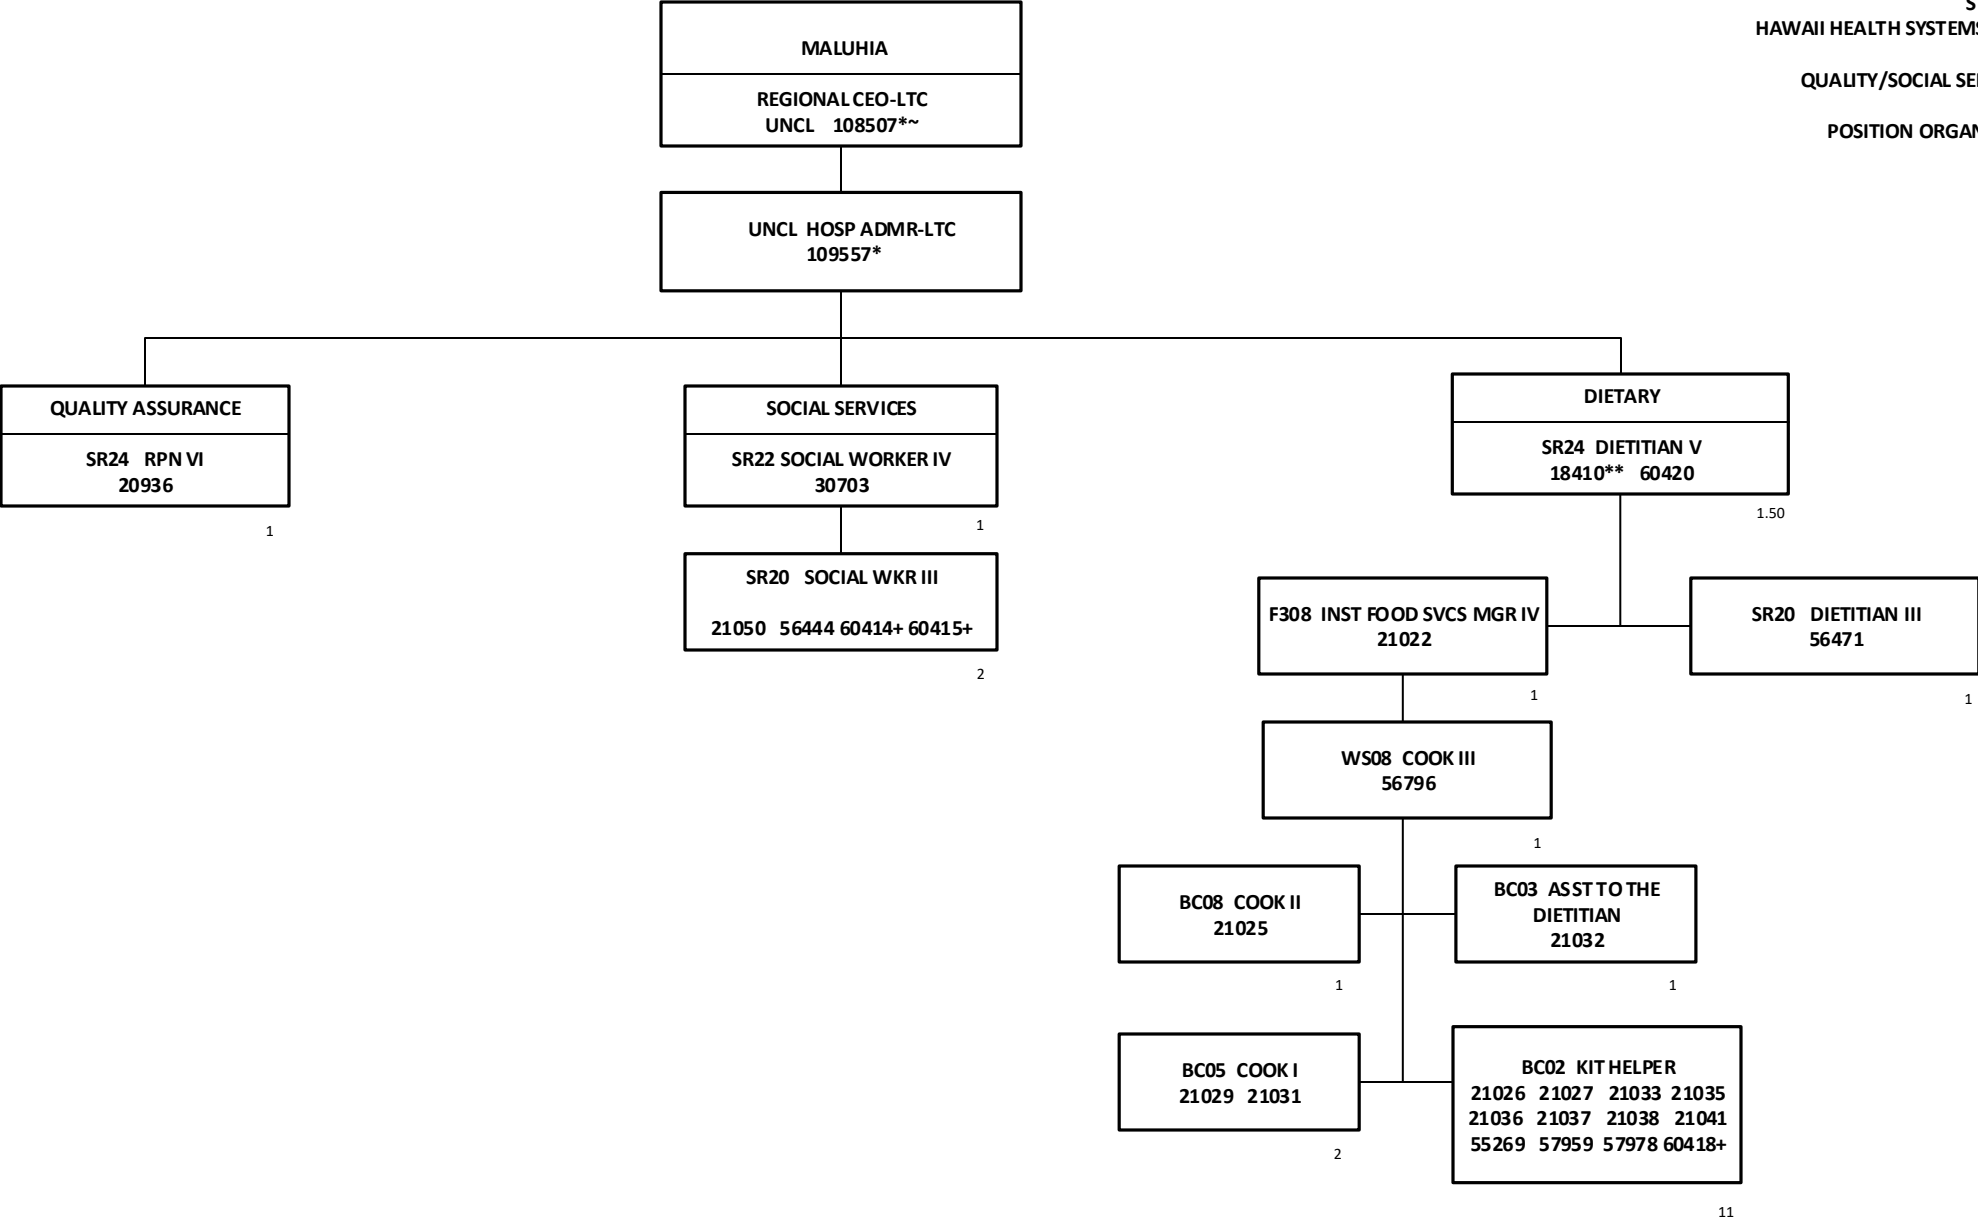 S
HAWAII HEALTH SYSTEMS
QUALITY/SOCIAL SE
POSITION ORGAN
MALUHIA
REGIONAL CEO-LTC
UNCL 108507*~
UNCL HOSP ADMR-LTC
109557*
QUALITY ASSURANCE
SR24 RPN VI
20936
1
SOCIAL SERVICES
SR22 SOCIAL WORKER IV
30703
1
SR20 SOCIAL WKR III
21050 56444 60414+ 60415+
2
DIETARY
SR24 DIETITIAN V
18410** 60420
1.50
F308 INST FOOD SVCS MGR IV
21022
1
SR20 DIETITIAN III
56471
1
WS08 COOK III
56796
1
BC08 COOK II
21025
1
BC03 ASST TO THE
DIETITIAN
21032
1
BC05 COOK I
21029 21031
2
BC02 KIT HELPER
21026 21027 21033 21035
21036 21037 21038 21041
55269 57959 57978 60418+
11